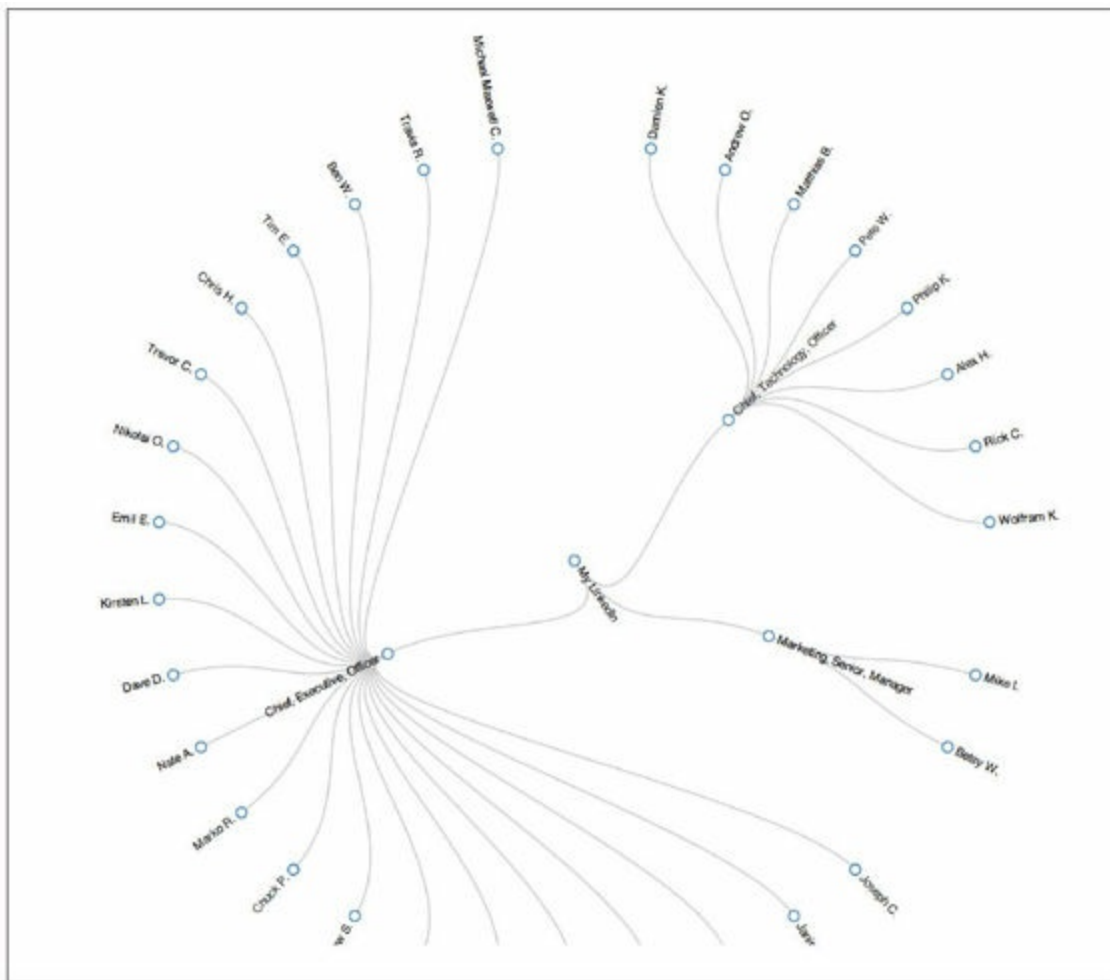 Michael Maxwell C.
Travis R.
Ben W.
Tim E.
Chris H.
Trevor C.
Nikolai O.
Emil E.
Kirsten L.
Dave D.
Nate A.
Marko R.
Chuck P.
w S.
Damien K.
Andrew O.
Matthias B.
Pete W.
Philip K.
Alex H.
Rick C.
Wolfram K.
Chief, Technology, Officer
My LinkedIn
Chief, Executive, Officer
Marketing, Senior, Manager
Mike I.
Betsy W.
Joseph C.